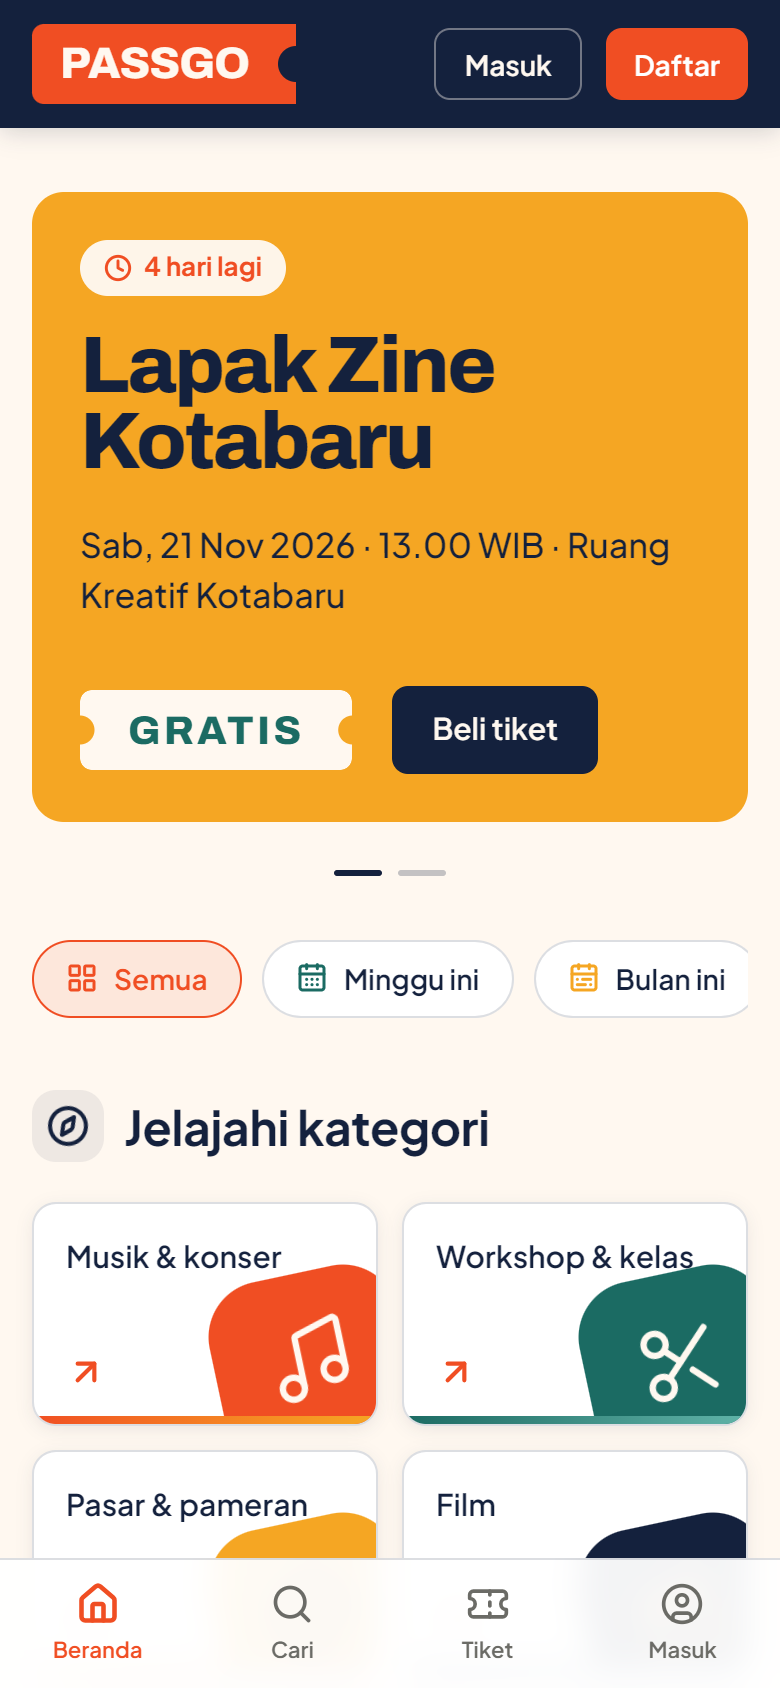 PASSGO
Masuk
Daftar
4 hari lagi
Lapak Zine
Kotabaru
Sab, 21 Nov 2026 · 13.00 WIB · Ruang
Kreatif Kotabaru
GRATIS
Beli tiket
Semua
Minggu ini
Bulan ini
Jelajahi kategori
Musik & konser
Workshop & kelas
Pasar & pameran
Film
Beranda
Cari
Tiket
Masuk